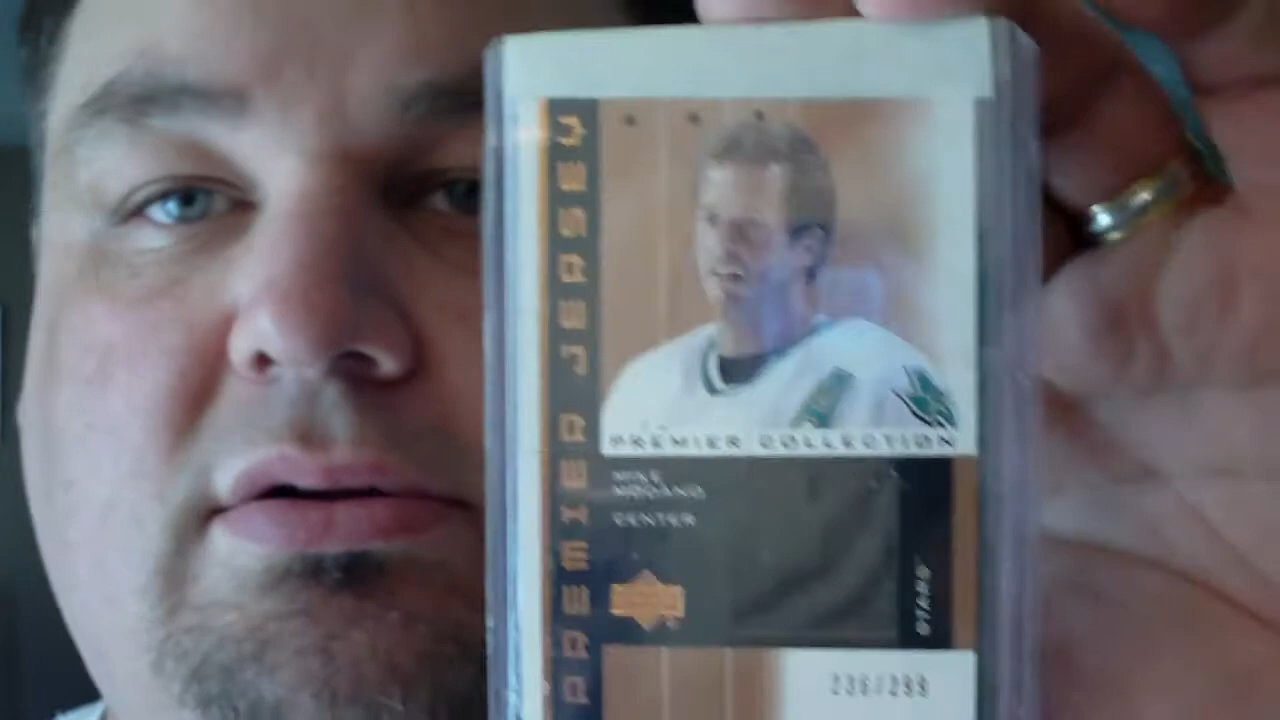 PREMIER JERSEY
PREMIER COLLECTION
MIKE
MODANO
CENTER
STARS
236/299